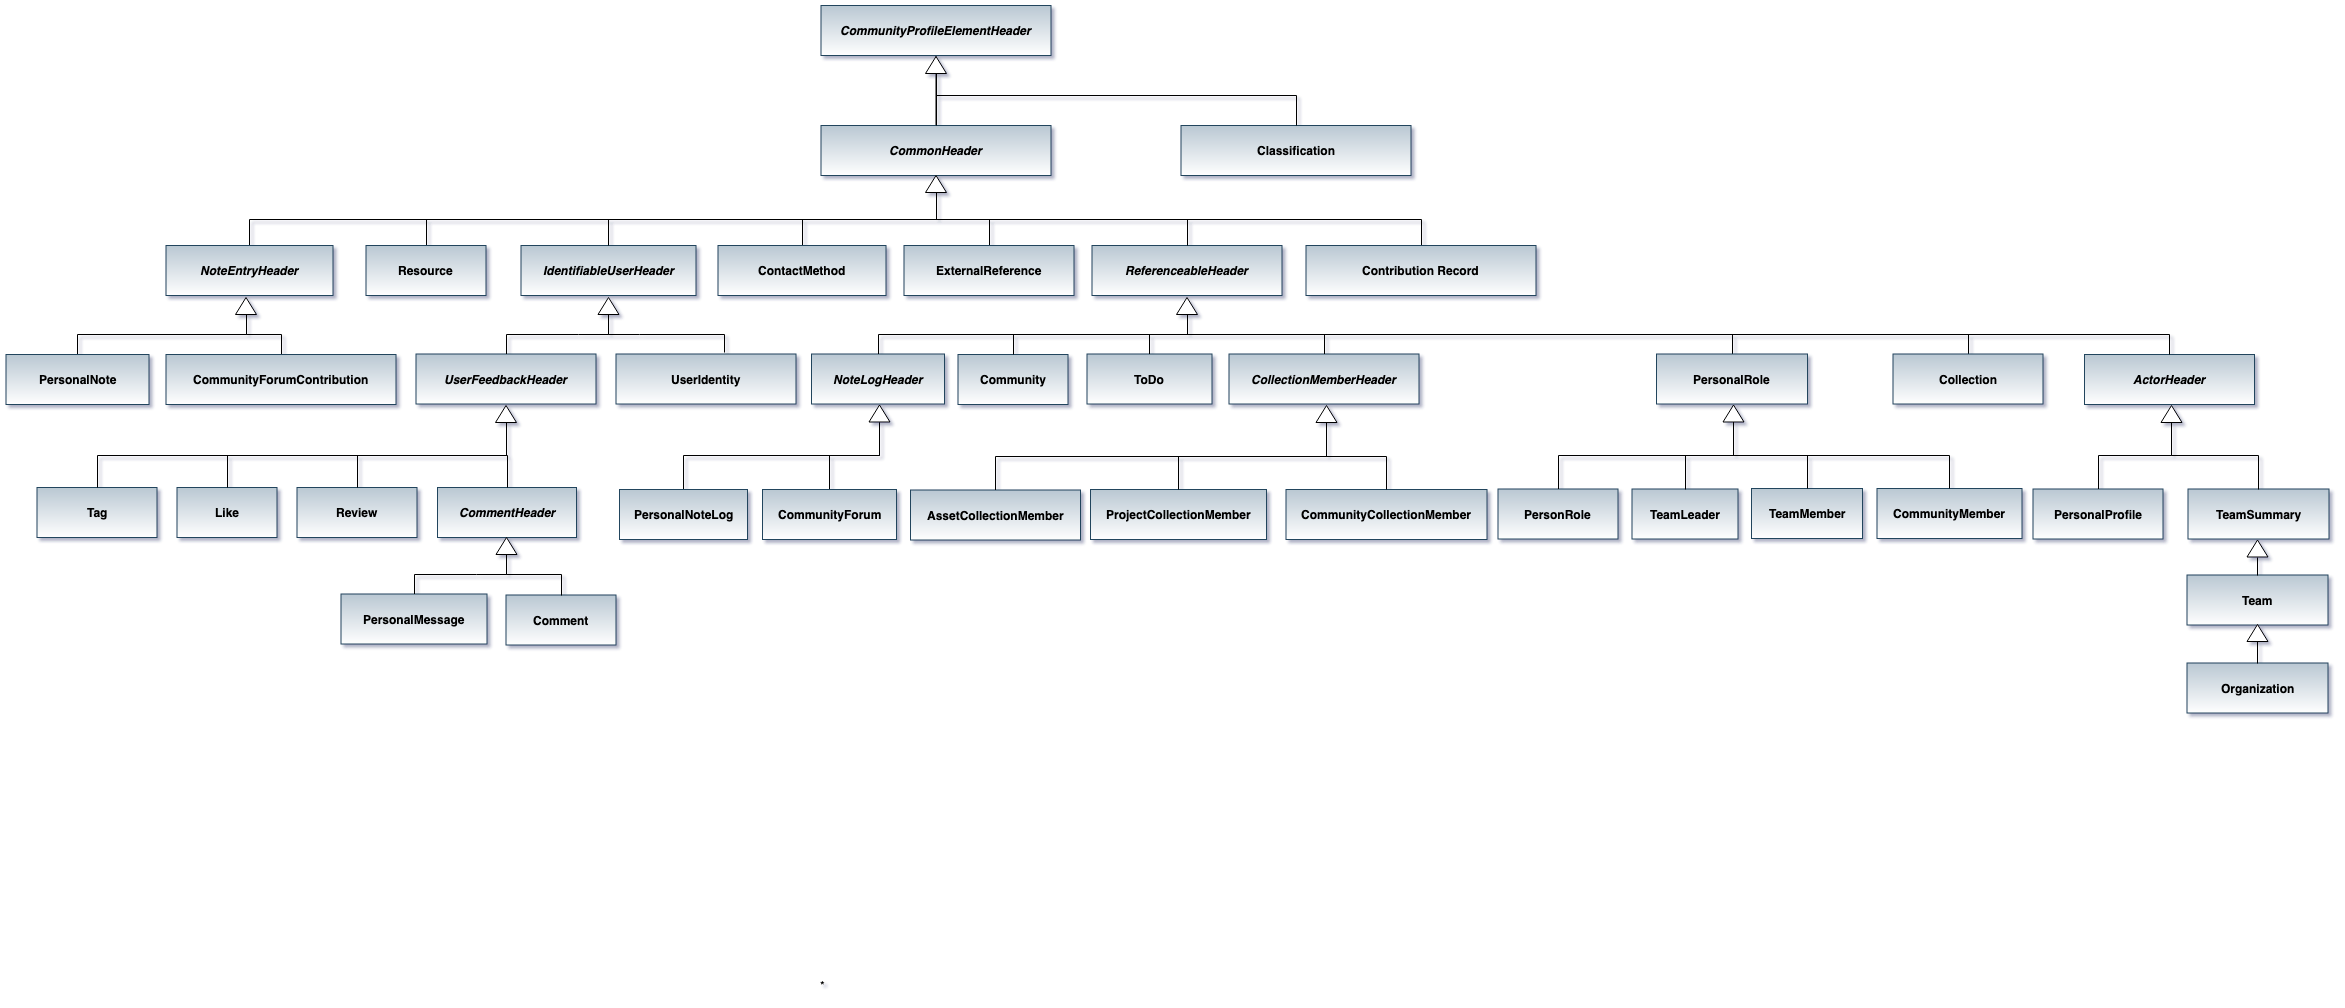 CommunityProfileElementHeader
CommonHeader
Classification
NoteEntryHeader
Resource
IdentifiableUserHeader
ContactMethod
ExternalReference
ReferenceableHeader
Contribution Record
PersonalNote
CommunityForumContribution
UserFeedbackHeader
UserIdentity
NoteLogHeader
Community
ToDo
CollectionMemberHeader
PersonalRole
Collection
ActorHeader
Tag
Like
Review
CommentHeader
PersonalNoteLog
CommunityForum
AssetCollectionMember
ProjectCollectionMember
CommunityCollectionMember
PersonRole
TeamLeader
TeamMember
CommunityMember
PersonalProfile
TeamSummary
PersonalMessage
Comment
Team
Organization
*